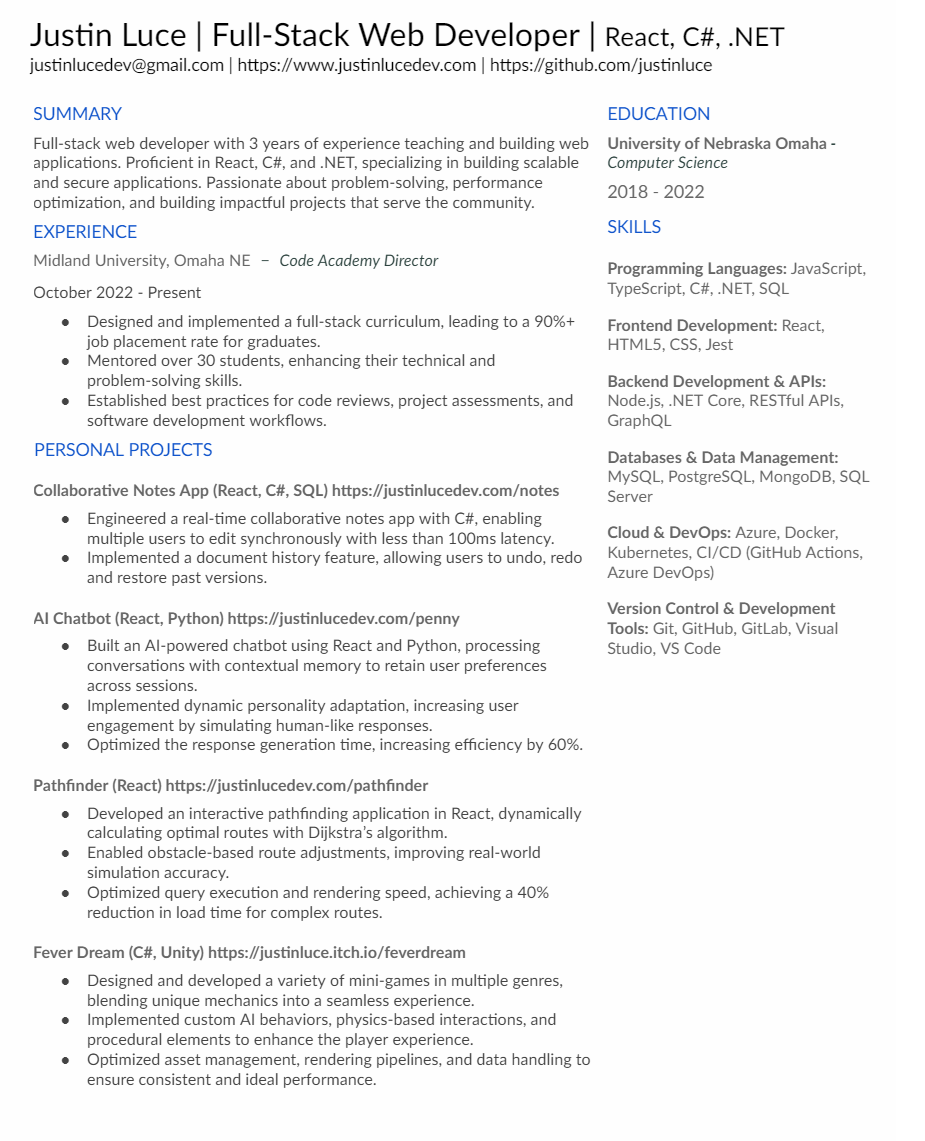 Justin Luce | Full-Stack Web Developer | React, C#, .NET
justinlucedev@gmail.com | https://www.justinlucedev.com | https://github.com/justinluce
SUMMARY
Full-stack web developer with 3 years of experience teaching and building web
applications. Proficient in React, C#, and .NET, specializing in building scalable
and secure applications. Passionate about problem-solving, performance
optimization, and building impactful projects that serve the community.
EXPERIENCE
Midland University, Omaha NE – Code Academy Director
October 2022 - Present
● Designed and implemented a full-stack curriculum, leading to a 90%+
job placement rate for graduates.
● Mentored over 30 students, enhancing their technical and
problem-solving skills.
● Established best practices for code reviews, project assessments, and
software development workflows.
PERSONAL PROJECTS
Collaborative Notes App (React, C#, SQL) https://justinlucedev.com/notes
● Engineered a real-time collaborative notes app with C#, enabling
multiple users to edit synchronously with less than 100ms latency.
● Implemented a document history feature, allowing users to undo, redo
and restore past versions.
AI Chatbot (React, Python) https://justinlucedev.com/penny
● Built an AI-powered chatbot using React and Python, processing
conversations with contextual memory to retain user preferences
across sessions.
● Implemented dynamic personality adaptation, increasing user
engagement by simulating human-like responses.
● Optimized the response generation time, increasing efficiency by 60%.
Pathfinder (React) https://justinlucedev.com/pathfinder
● Developed an interactive pathfinding application in React, dynamically
calculating optimal routes with Dijkstra’s algorithm.
● Enabled obstacle-based route adjustments, improving real-world
simulation accuracy.
● Optimized query execution and rendering speed, achieving a 40%
reduction in load time for complex routes.
Fever Dream (C#, Unity) https://justinluce.itch.io/feverdream
● Designed and developed a variety of mini-games in multiple genres,
blending unique mechanics into a seamless experience.
● Implemented custom AI behaviors, physics-based interactions, and
procedural elements to enhance the player experience.
● Optimized asset management, rendering pipelines, and data handling to
ensure consistent and ideal performance.
EDUCATION
University of Nebraska Omaha -
Computer Science
2018 - 2022
SKILLS
Programming Languages: JavaScript,
TypeScript, C#, .NET, SQL
Frontend Development: React,
HTML5, CSS, Jest
Backend Development & APIs:
Node.js, .NET Core, RESTful APIs,
GraphQL
Databases & Data Management:
MySQL, PostgreSQL, MongoDB, SQL
Server
Cloud & DevOps: Azure, Docker,
Kubernetes, CI/CD (GitHub Actions,
Azure DevOps)
Version Control & Development
Tools: Git, GitHub, GitLab, Visual
Studio, VS Code